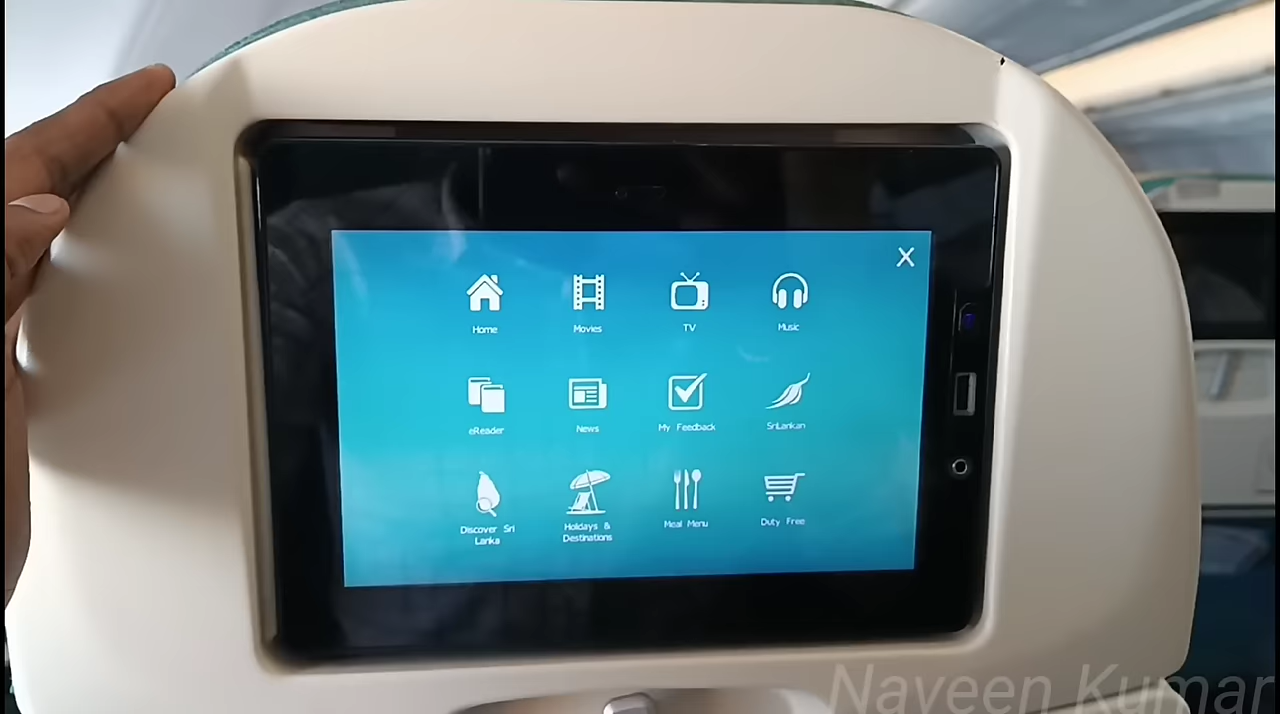 X
Home
Movies
TV
Music
eReader
News
My Feedback
SriLankan
Discover Sri
Lanka
Holidays &
Destinations
Meal Menu
Duty Free
Naveen Kumar